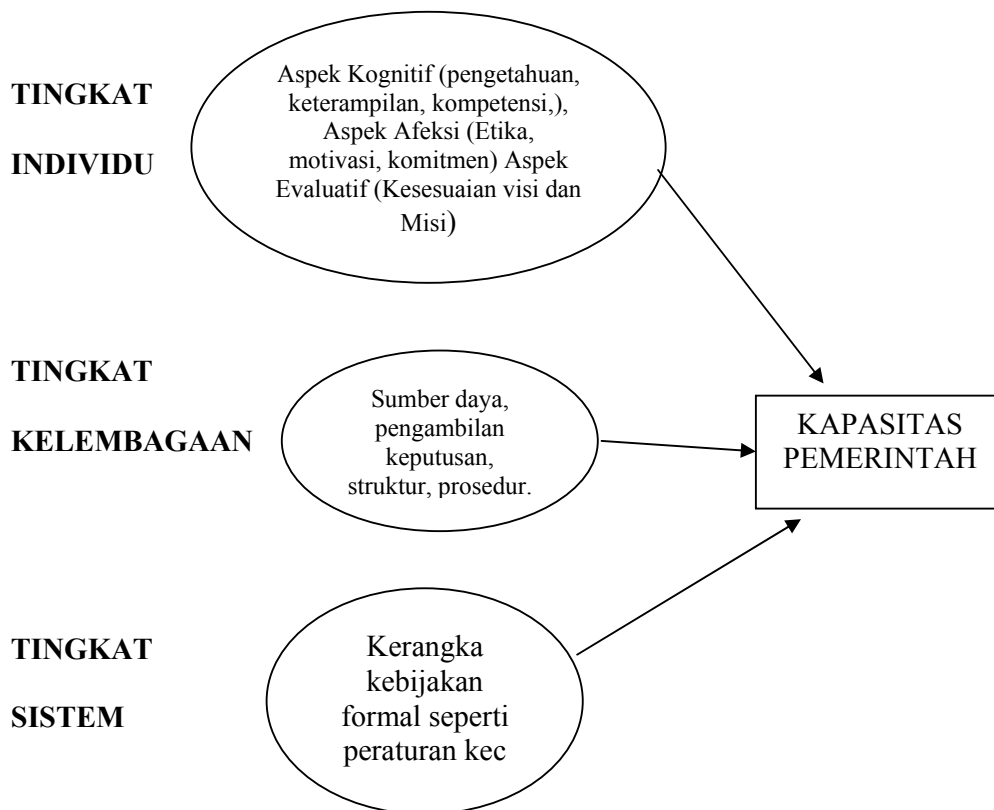 TINGKAT
INDIVIDU
Aspek Kognitif (pengetahuan,
keterampilan, kompetensi,),
Aspek Afeksi (Etika,
motivasi, komitmen) Aspek
Evaluatif (Kesesuaian visi dan
Misi)
TINGKAT
KELEMBAGAAN
Sumber daya,
pengambilan
keputusan,
struktur, prosedur.
KAPASITAS
PEMERINTAH
TINGKAT
SISTEM
Kerangka
kebijakan
formal seperti
peraturan kec